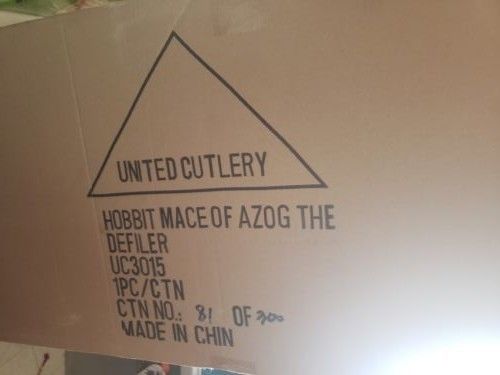 UNITED CUTLERY
HOBBIT MACE OF AZOG THE
DEFILER
UC3015
1PC/CTN
CTN NO.: 81 OF 300
MADE IN CHIN